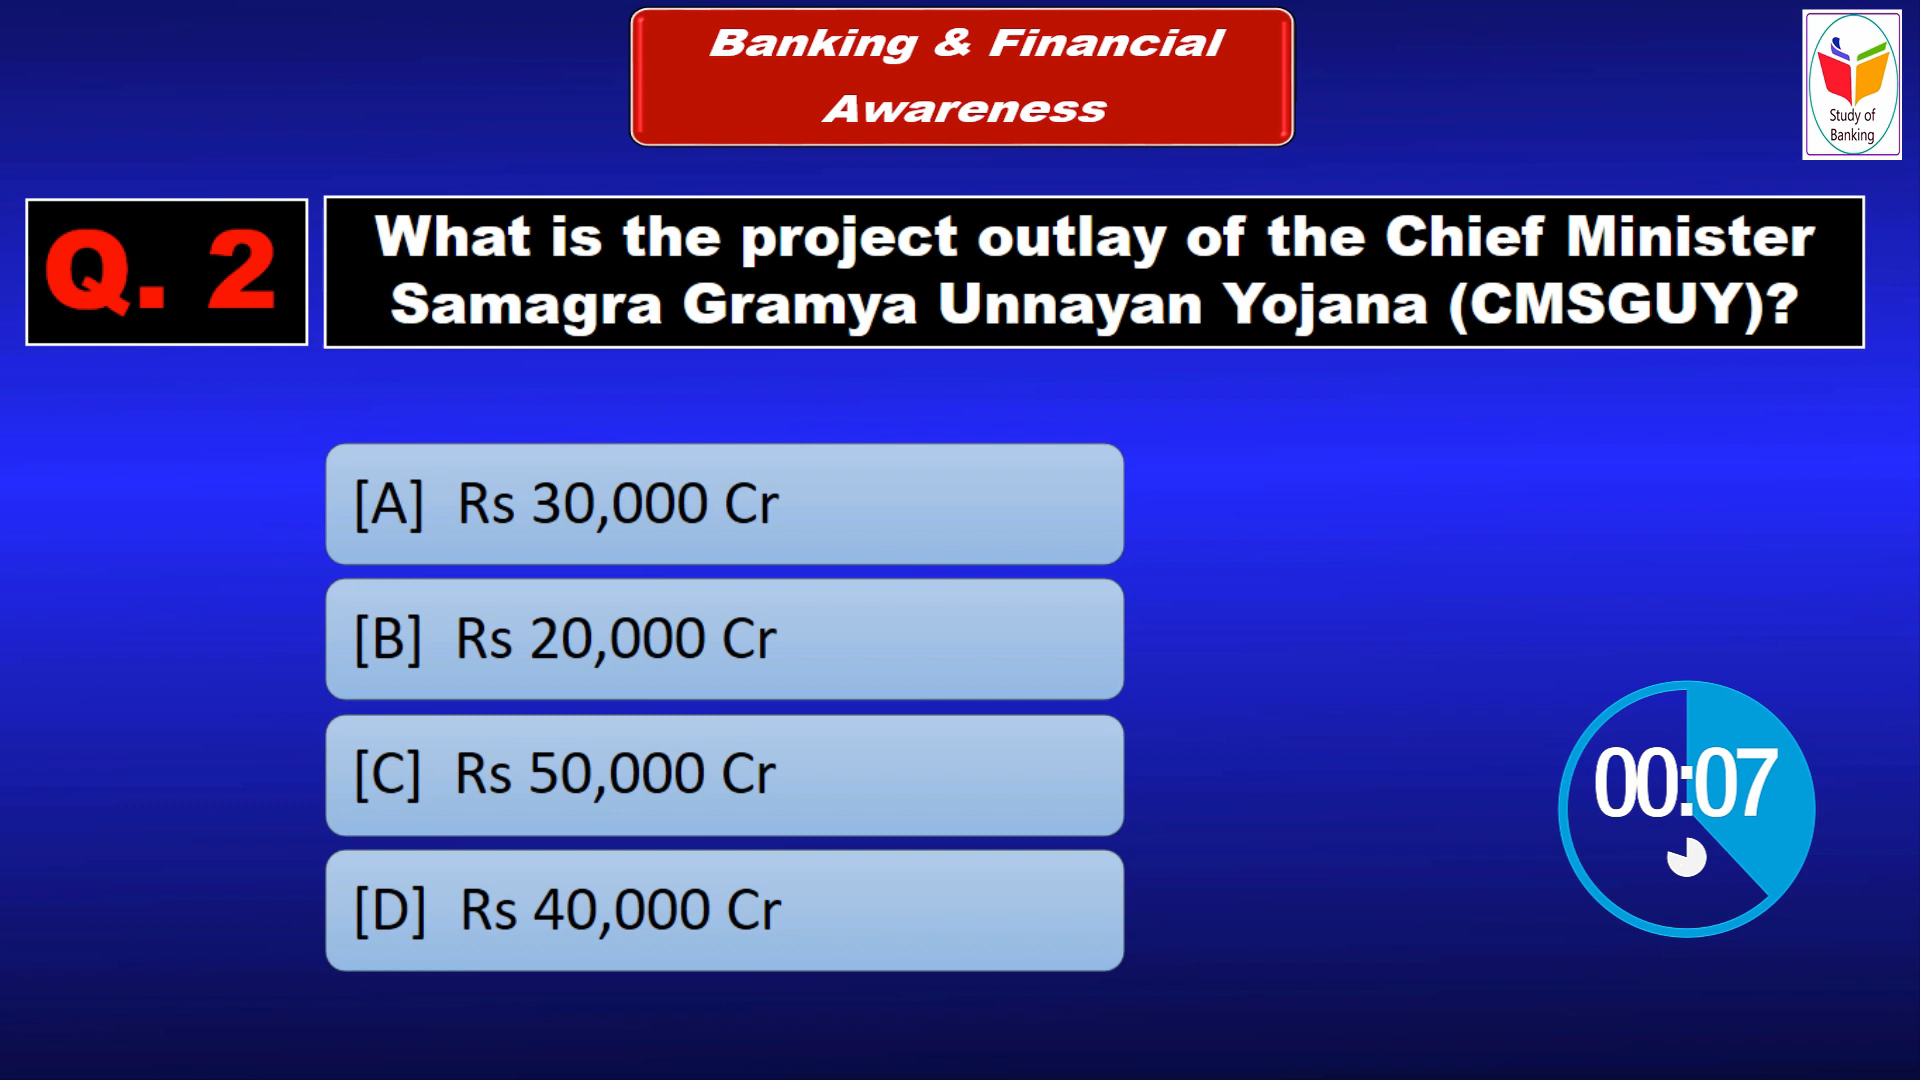 Banking & Financial
Awareness
Study of
Banking
Q. 2
What is the project outlay of the Chief Minister
Samagra Gramya Unnayan Yojana (CMSGUY)?
[A] Rs 30,000 Cr
[B] Rs 20,000 Cr
[C] Rs 50,000 Cr
[D] Rs 40,000 Cr
00:07